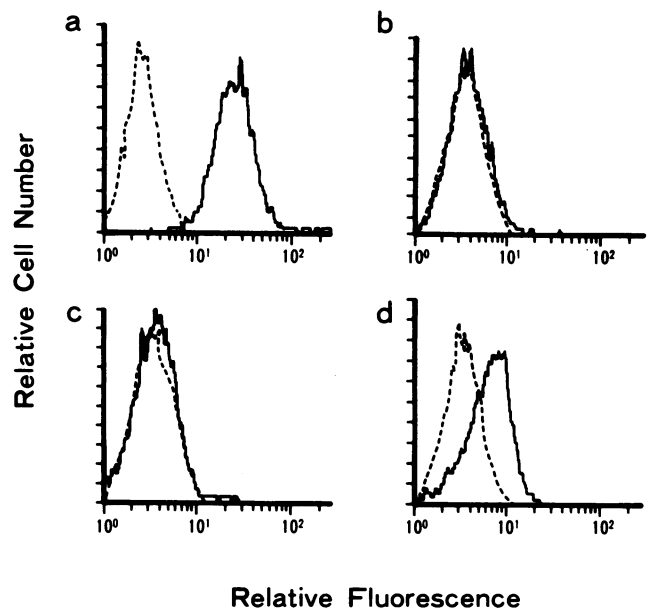 a
b
Relative Cell Number
10⁰ 10¹ 10²
10⁰ 10¹ 10²
c
d
10⁰ 10¹ 10²
10⁰ 10¹ 10²
Relative Fluorescence